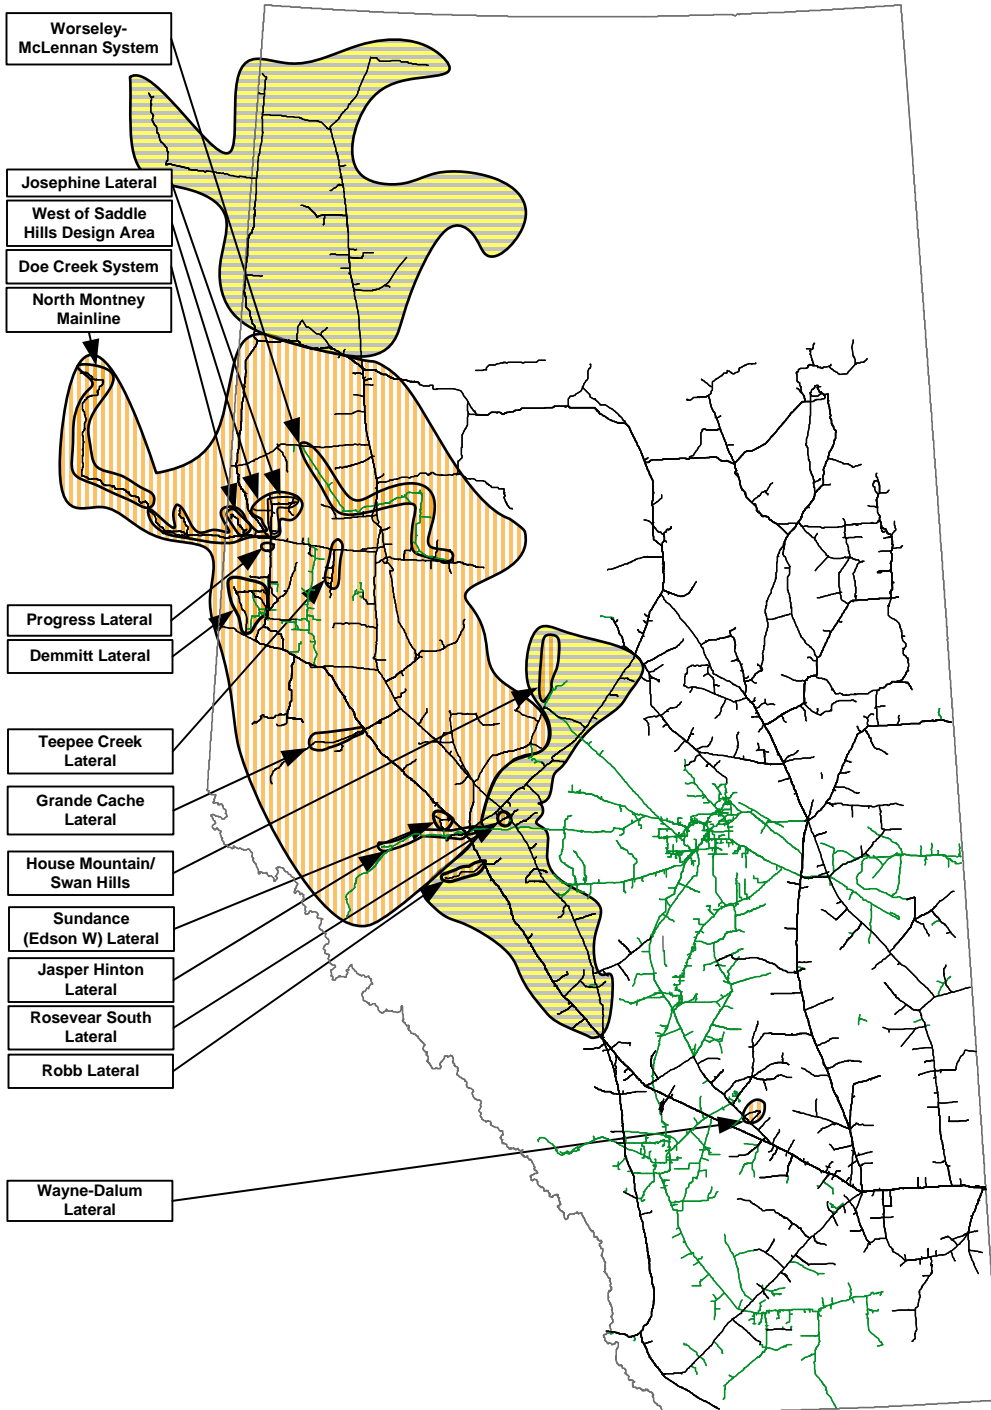 Worseley-
McLennan System
Josephine Lateral
West of Saddle
Hills Design Area
Doe Creek System
North Montney
Mainline
Progress Lateral
Demmitt Lateral
Teepee Creek
Lateral
Grande Cache
Lateral
House Mountain/
Swan Hills
Sundance
(Edson W) Lateral
Jasper Hinton
Lateral
Rosevear South
Lateral
Robb Lateral
Wayne-Dalum
Lateral